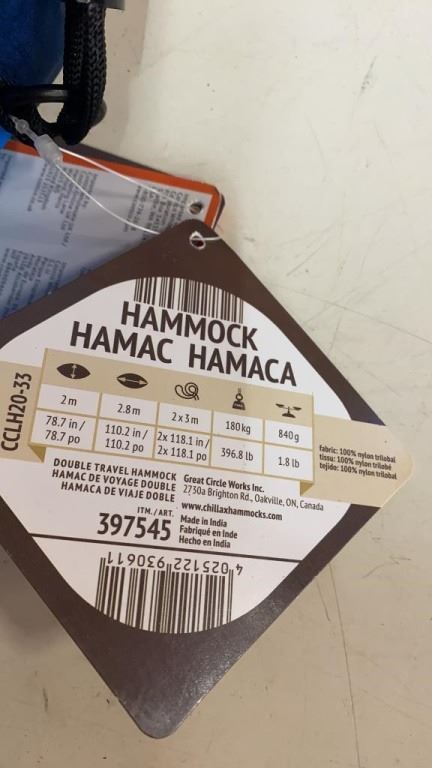 HAMMOCK
HAMAC HAMACA
CCLH20-33
2 m 2.8 m 2 x 3 m 180 kg 840 g
78.7 in / 110.2 in / 2x 118.1 in / 396.8 lb 1.8 lb
78.7 po 110.2 po 2x 118.1 po
fabric: 100% nylon trilobal
tissu: 100% nylon trilobé
tejido: 100% nylon trilobal
DOUBLE TRAVEL HAMMOCK
HAMAC DE VOYAGE DOUBLE
HAMACA DE VIAJE DOBLE
Great Circle Works Inc.
2730a Brighton Rd., Oakville, ON, Canada
www.chillaxhammocks.com
ITM./ART.
397545
Made in India
Fabriqué en Inde
Hecho en India
4 025122 930611